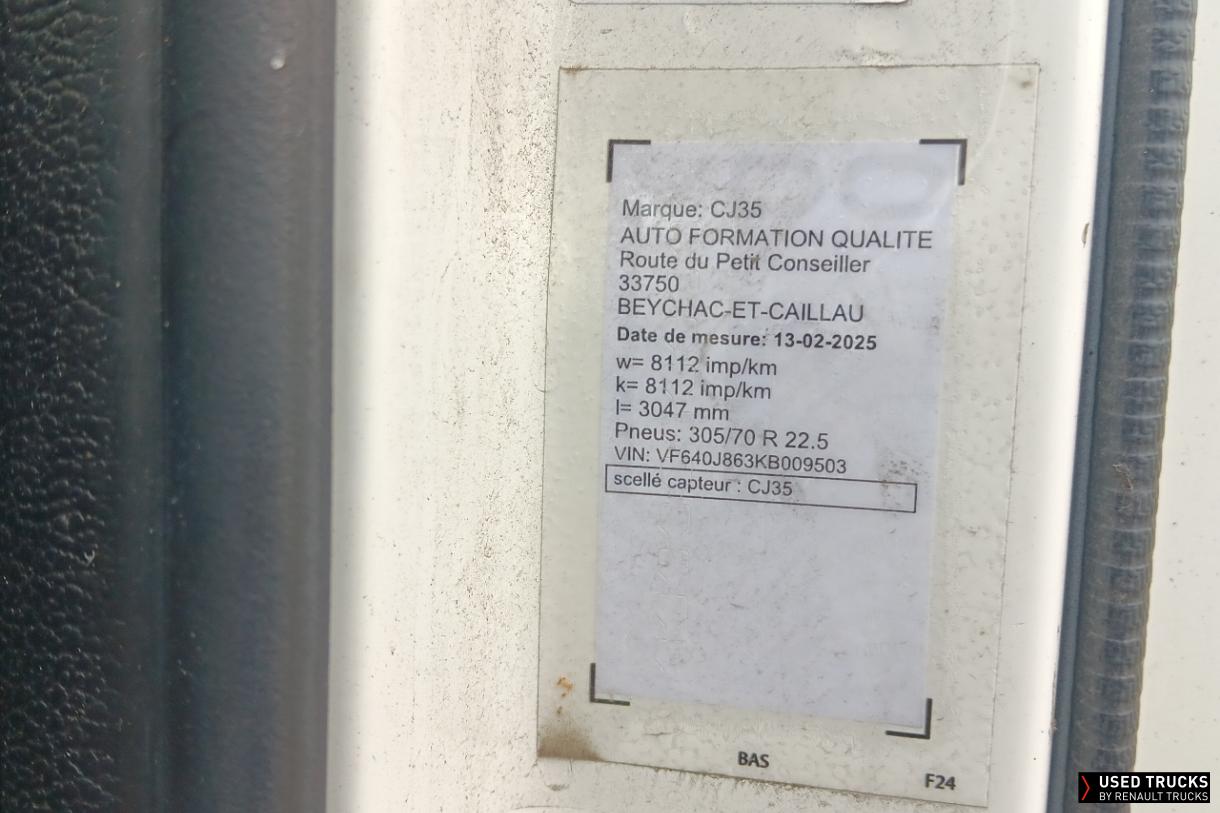 Marque: CJ35
AUTO FORMATION QUALITE
Route du Petit Conseiller
33750
BEYCHAC-ET-CAILLAU
Date de mesure: 13-02-2025
w= 8112 imp/km
k= 8112 imp/km
l= 3047 mm
Pneus: 305/70 R 22.5
VIN: VF640J863KB009503
scellé capteur : CJ35
BAS
F24
USED TRUCKS
BY RENAULT TRUCKS